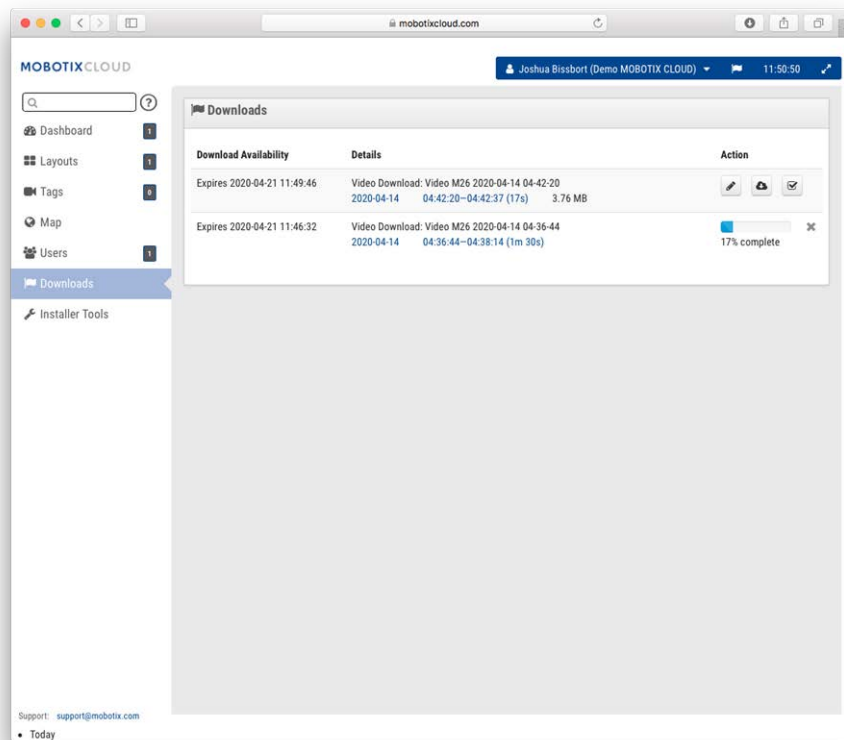 mobotixcloud.com
MOBOTIXCLOUD
Joshua Bissbort (Demo MOBOTIX CLOUD) 11:50:50
?
Dashboard 1
Layouts 1
Tags 0
Map
Users 1
Downloads
Installer Tools
Downloads
Download Availability Details Action
Expires 2020-04-21 11:49:46 Video Download: Video M26 2020-04-14 04-42-20
2020-04-14 04:42:20–04:42:37 (17s) 3.76 MB
Expires 2020-04-21 11:46:32 Video Download: Video M26 2020-04-14 04-36-44
2020-04-14 04:36:44–04:38:14 (1m 30s) 17% complete
Support: support@mobotix.com
• Today